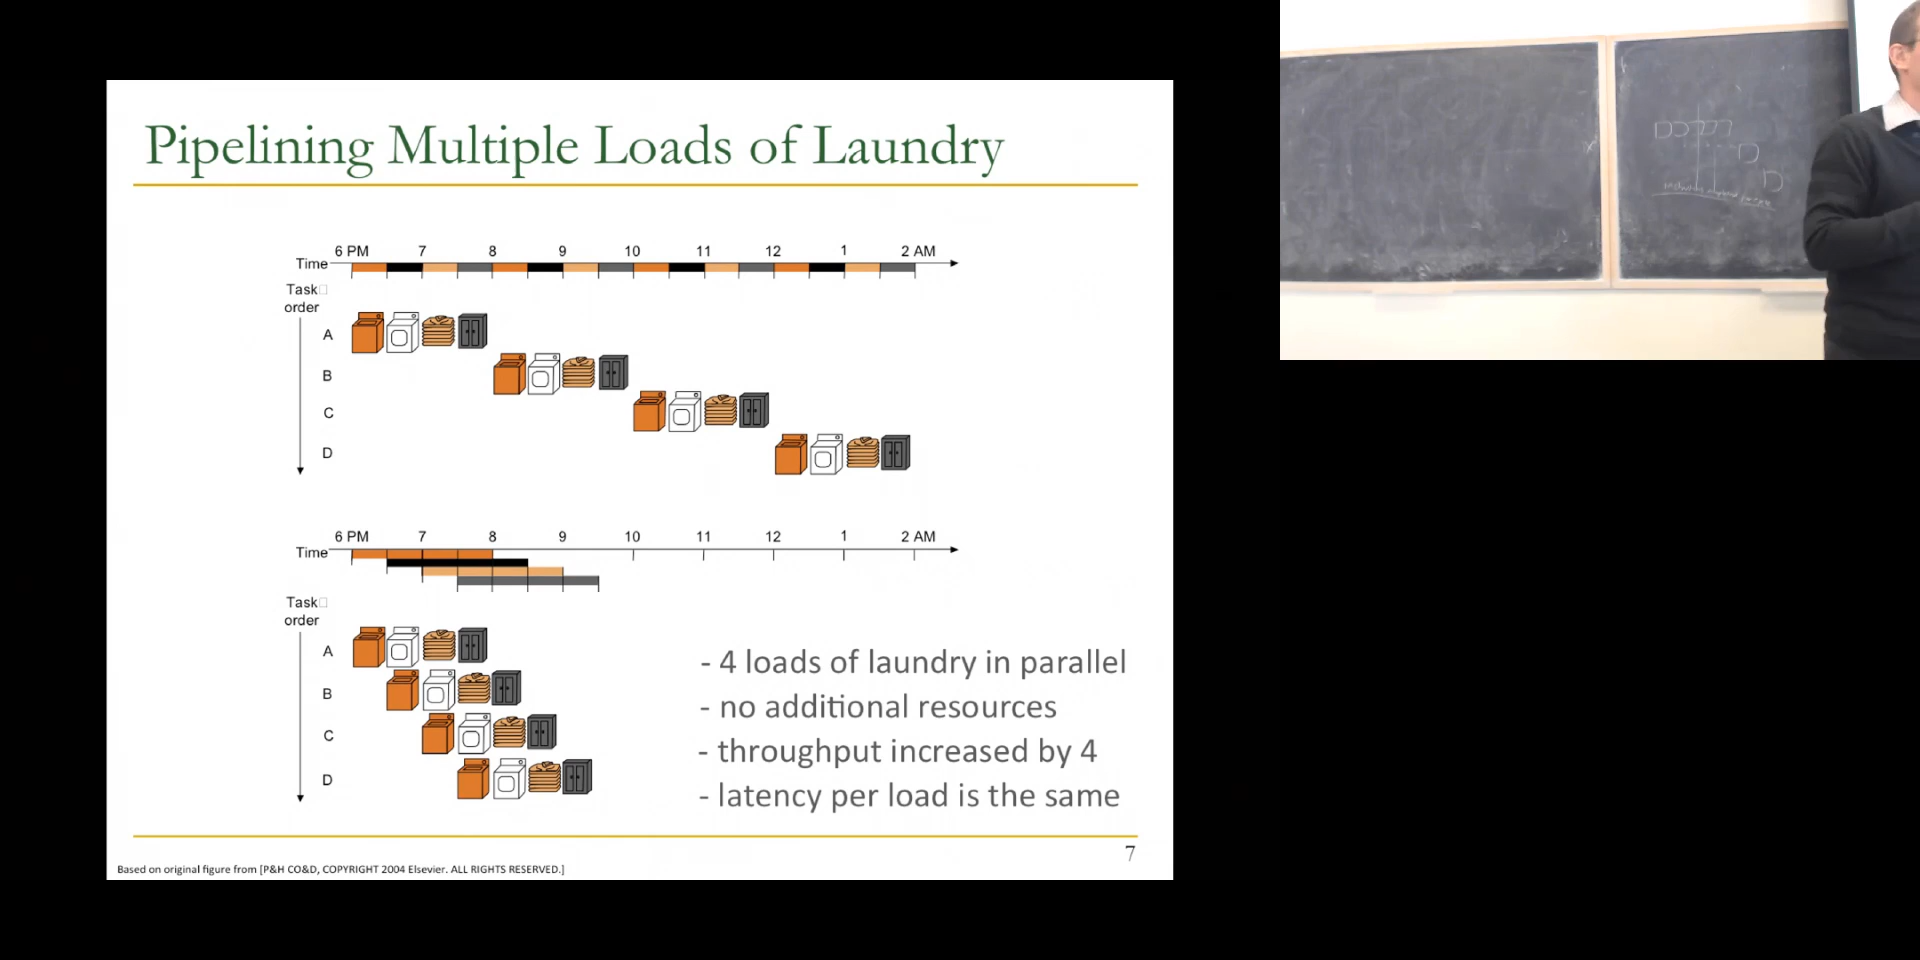 Pipelining Multiple Loads of Laundry
6 PM 7 8 9 10 11 12 1 2 AM
Time
Task
order
A
B
C
D
6 PM 7 8 9 10 11 12 1 2 AM
Time
Task
order
A
B
C
D
- 4 loads of laundry in parallel
- no additional resources
- throughput increased by 4
- latency per load is the same
7
Based on original figure from [P&H CO&D, COPYRIGHT 2004 Elsevier. ALL RIGHTS RESERVED.]